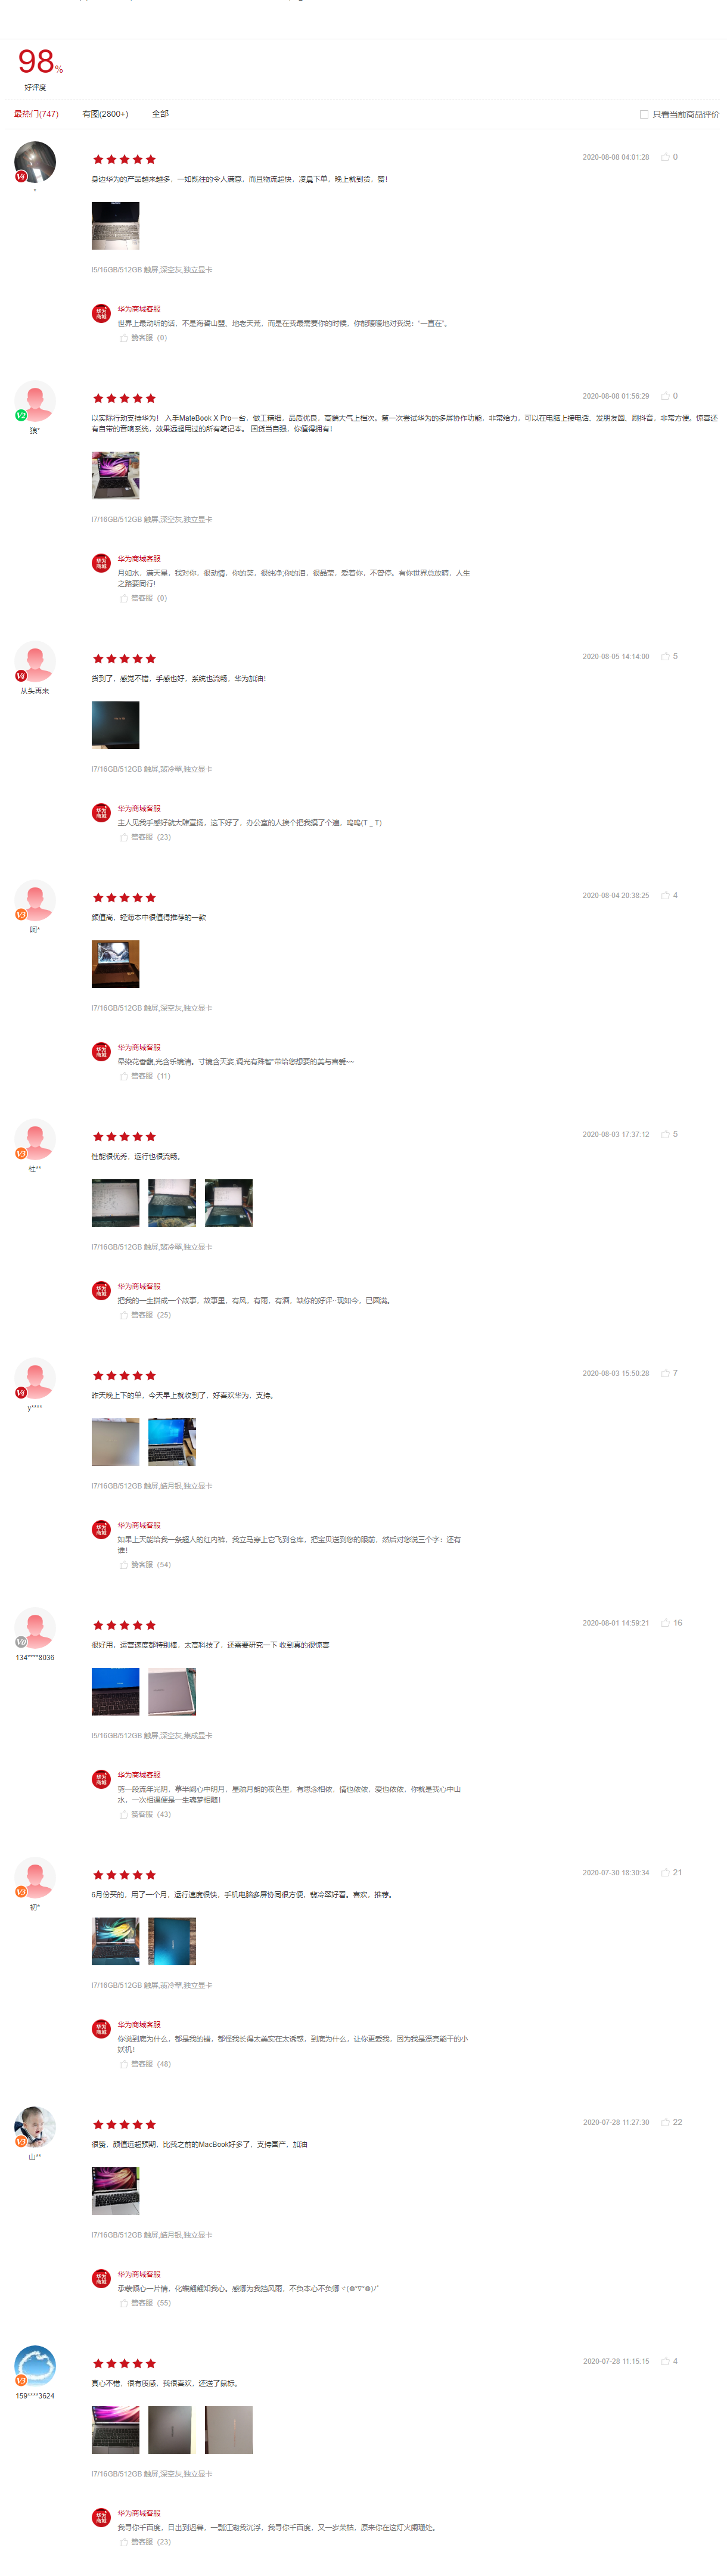 98%
好评度
最热门(747)
有图(2800+)
全部
只看当前商品评价
2020-08-08 04:01:28
0
V4
*
身边华为的产品越来越多，一如既往的令人满意，而且物流超快，凌晨下单，晚上就到货，赞！
I5/16GB/512GB 触屏,深空灰,独立显卡
华为商城
华为商城客服
世界上最动听的话，不是海誓山盟、地老天荒，而是在我最需要你的时候，你能暖暖地对我说：“一直在”。
赞客服 (0)
2020-08-08 01:56:29
0
V2
狼*
以实际行动支持华为！ 入手MateBook X Pro一台，做工精细，品质优良，高端大气上档次。第一次尝试华为的多屏协作功能，非常给力，可以在电脑上接电话、发朋友圈、刷抖音，非常方便。惊喜还
有自带的音响系统，效果远超用过的所有笔记本。 国货当自强，你值得拥有！
I7/16GB/512GB 触屏,深空灰,独立显卡
华为商城
华为商城客服
月如水，满天星，我对你，很动情，你的笑，很纯净;你的泪，很晶莹，爱着你，不曾停。有你世界总放晴，人生
之路要同行!
赞客服 (0)
2020-08-05 14:14:00
5
V4
从头再来
货到了，感觉不错，手感也好，系统也流畅，华为加油！
I7/16GB/512GB 触屏,翡冷翠,独立显卡
华为商城
华为商城客服
主人见我手感好就大肆宣扬，这下好了，办公室的人挨个把我摸了个遍，呜呜(T _ T)
赞客服 (23)
2020-08-04 20:38:25
4
V3
呵*
颜值高，轻薄本中很值得推荐的一款
I7/16GB/512GB 触屏,深空灰,独立显卡
华为商城
华为商城客服
晕染花香馥,光含乐镜清。寸镜含天姿,调光有殊智”带给您想要的美与喜爱~~
赞客服 (11)
2020-08-03 17:37:12
5
V3
杜**
性能很优秀，运行也很流畅。
I7/16GB/512GB 触屏,翡冷翠,独立显卡
华为商城
华为商城客服
把我的一生拼成一个故事，故事里，有风，有雨，有酒，缺你的好评··现如今，已圆满。
赞客服 (25)
2020-08-03 15:50:28
7
V4
y****
昨天晚上下的单，今天早上就收到了，好喜欢华为，支持。
I7/16GB/512GB 触屏,皓月银,独立显卡
华为商城
华为商城客服
如果上天能给我一条超人的红内裤，我立马穿上它飞到仓库，把宝贝送到您的眼前，然后对您说三个字：还有
谁！
赞客服 (54)
2020-08-01 14:59:21
16
V0
134****8036
很好用，运营速度都特别棒，太高科技了，还需要研究一下 收到真的很惊喜
I5/16GB/512GB 触屏,深空灰,集成显卡
华为商城
华为商城客服
剪一段流年光阴，摹半阙心中明月，星疏月朗的夜色里，有思念相依，情也依依，爱也依依，你就是我心中山
水，一次相遇便是一生魂梦相随！
赞客服 (43)
2020-07-30 18:30:34
21
V3
初*
6月份买的，用了一个月，运行速度很快，手机电脑多屏协同很方便，翡冷翠好看。喜欢，推荐。
I7/16GB/512GB 触屏,翡冷翠,独立显卡
华为商城
华为商城客服
你说到底为什么，都是我的错，都怪我长得太美实在太诱惑，到底为什么，让你更爱我，因为我是漂亮能干的小
妖机！
赞客服 (48)
2020-07-28 11:27:30
22
V3
山**
很赞，颜值远超预期，比我之前的MacBook好多了，支持国产，加油
I7/16GB/512GB 触屏,皓月银,独立显卡
华为商城
华为商城客服
承蒙倾心一片情，化蝶翩翩知我心。感卿为我挡风雨，不负本心不负卿ヾ(◍°∇°◍)ﾉﾞ
赞客服 (55)
2020-07-28 11:15:15
4
V3
159****3624
真心不错，很有质感，我很喜欢，还送了鼠标。
I7/16GB/512GB 触屏,深空灰,独立显卡
华为商城
华为商城客服
我寻你千百度，日出到迟暮，一瓢江湖我沉浮，我寻你千百度，又一岁荣枯，原来你在这灯火阑珊处。
赞客服 (23)